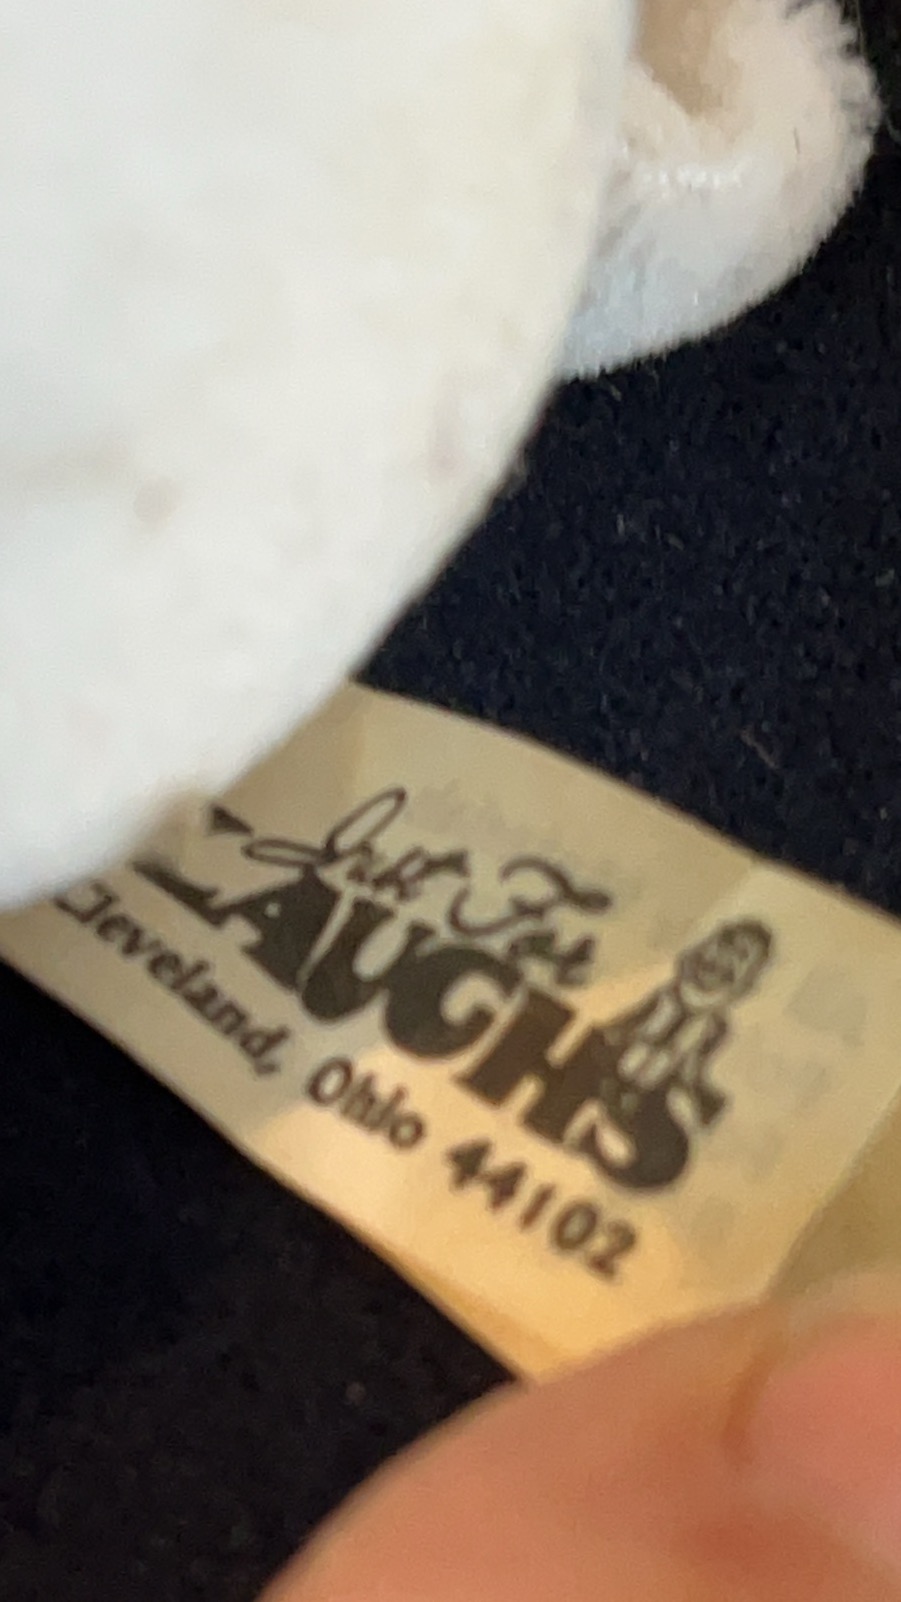 Just For
LAUGHS
Cleveland, Ohio 44102